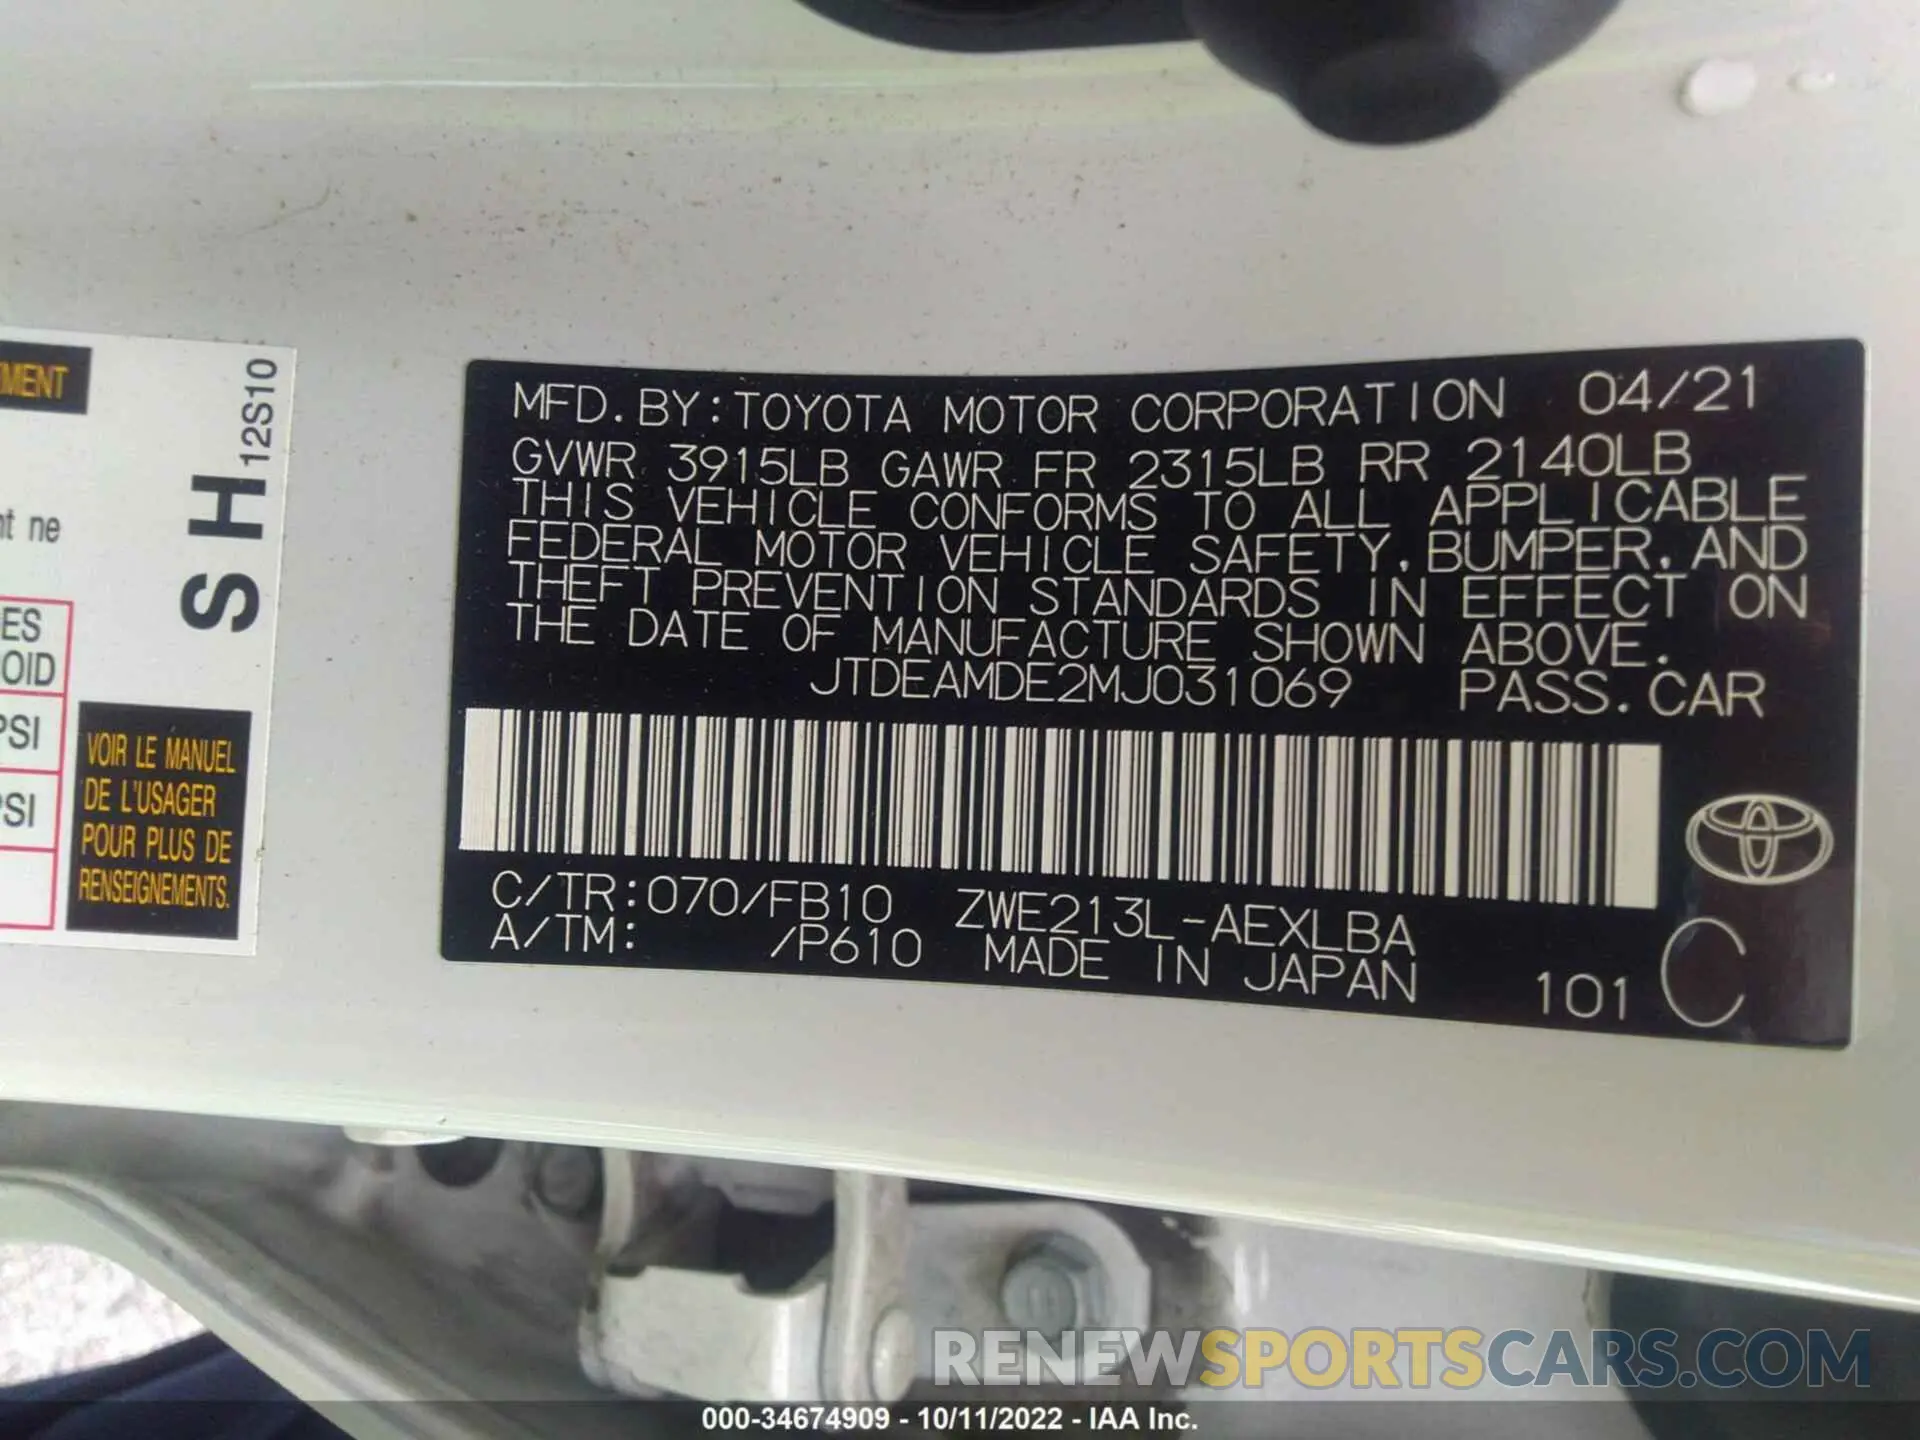 MFD. BY: TOYOTA MOTOR CORPORATION 04/21
GVWR 3915LB GAWR FR 2315LB RR 2140LB
THIS VEHICLE CONFORMS TO ALL APPLICABLE
FEDERAL MOTOR VEHICLE SAFETY, BUMPER, AND
THEFT PREVENTION STANDARDS IN EFFECT ON
THE DATE OF MANUFACTURE SHOWN ABOVE.
JTDEAMDE2MJ031069 PASS. CAR
C/TR: 070/FB10 ZWE213L-AEXLBA
A/TM: /P610 MADE IN JAPAN
101 C
S H 12S10
nt ne
ES
OID
PSI
PSI
VOIR LE MANUEL
DE L'USAGER
POUR PLUS DE
RENSEIGNEMENTS.
RENEWSPORTSCARS.COM
000-34674909 - 10/11/2022 - IAA Inc.